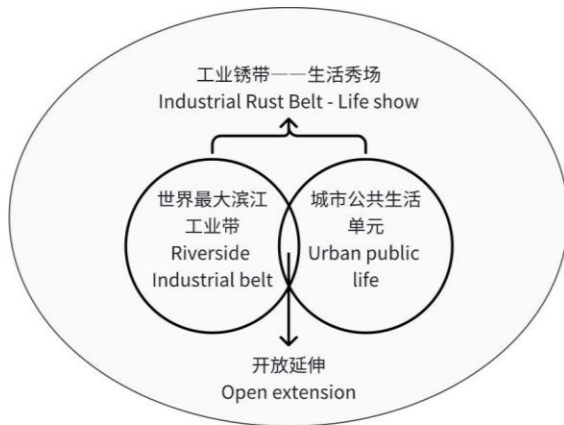 工业锈带——生活秀场
Industrial Rust Belt - Life show
世界最大滨江
工业带
Riverside
Industrial belt
城市公共生活
单元
Urban public
life
开放延伸
Open extension